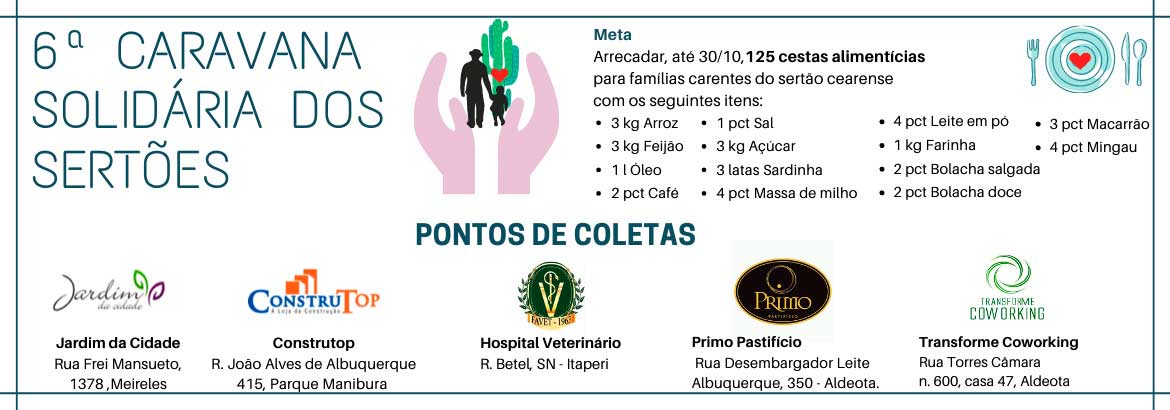 6ª CARAVANA
SOLIDÁRIA DOS
SERTÕES
Meta
Arrecadar, até 30/10,125 cestas alimentícias
para famílias carentes do sertão cearense
com os seguintes itens:
• 3 kg Arroz
• 3 kg Feijão
• 1 l Óleo
• 2 pct Café
• 1 pct Sal
• 3 kg Açúcar
• 3 latas Sardinha
• 4 pct Massa de milho
• 4 pct Leite em pó
• 1 kg Farinha
• 2 pct Bolacha salgada
• 2 pct Bolacha doce
• 3 pct Macarrão
• 4 pct Mingau
PONTOS DE COLETAS
Jardim
da cidade
Jardim da Cidade
Rua Frei Mansueto,
1378 ,Meireles
CONSTRUTOP
A Loja da Construção
Construtop
R. João Alves de Albuquerque
415, Parque Manibura
FAVET - 1963
Hospital Veterinário
R. Betel, SN - Itaperi
PRIMO
PASTIFÍCIO
Primo Pastifício
Rua Desembargador Leite
Albuquerque, 350 - Aldeota.
TRANSFORME
COWORKING
Transforme Coworking
Rua Torres Câmara
n. 600, casa 47, Aldeota